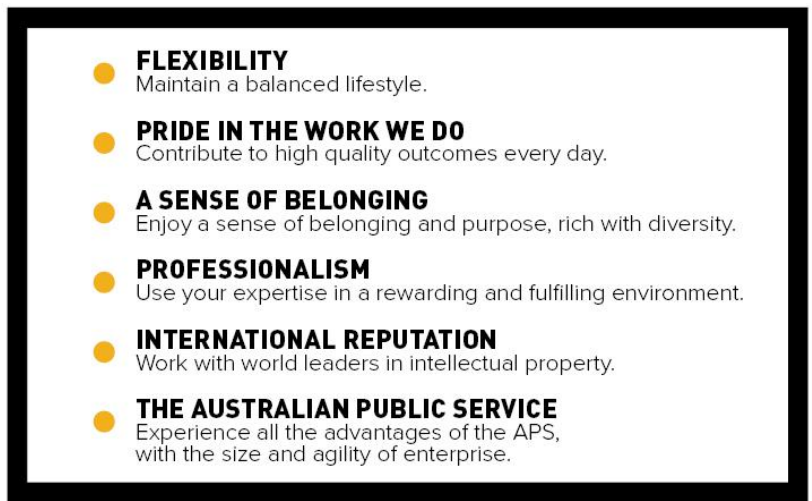 FLEXIBILITY
Maintain a balanced lifestyle.
PRIDE IN THE WORK WE DO
Contribute to high quality outcomes every day.
A SENSE OF BELONGING
Enjoy a sense of belonging and purpose, rich with diversity.
PROFESSIONALISM
Use your expertise in a rewarding and fulfilling environment.
INTERNATIONAL REPUTATION
Work with world leaders in intellectual property.
THE AUSTRALIAN PUBLIC SERVICE
Experience all the advantages of the APS,
with the size and agility of enterprise.